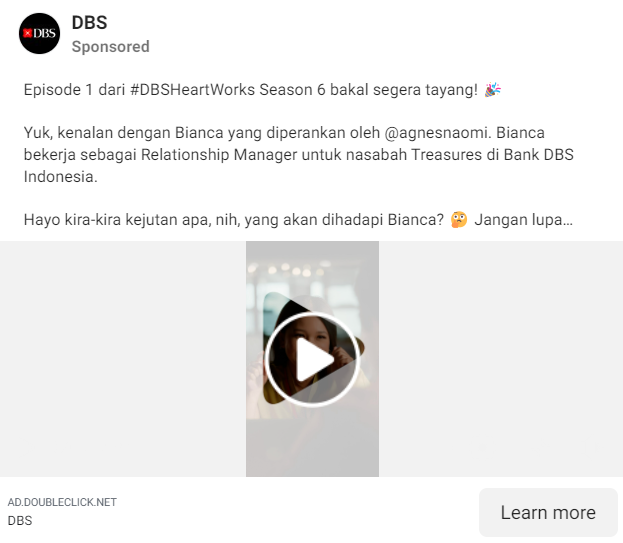 DBS
DBS
Sponsored
Episode 1 dari #DBSHeartWorks Season 6 bakal segera tayang! 🎉
Yuk, kenalan dengan Bianca yang diperankan oleh @agnesnaomi. Bianca
bekerja sebagai Relationship Manager untuk nasabah Treasures di Bank DBS
Indonesia.
Hayo kira-kira kejutan apa, nih, yang akan dihadapi Bianca? 🫣 Jangan lupa...
AD.DOUBLECLICK.NET
DBS
Learn more